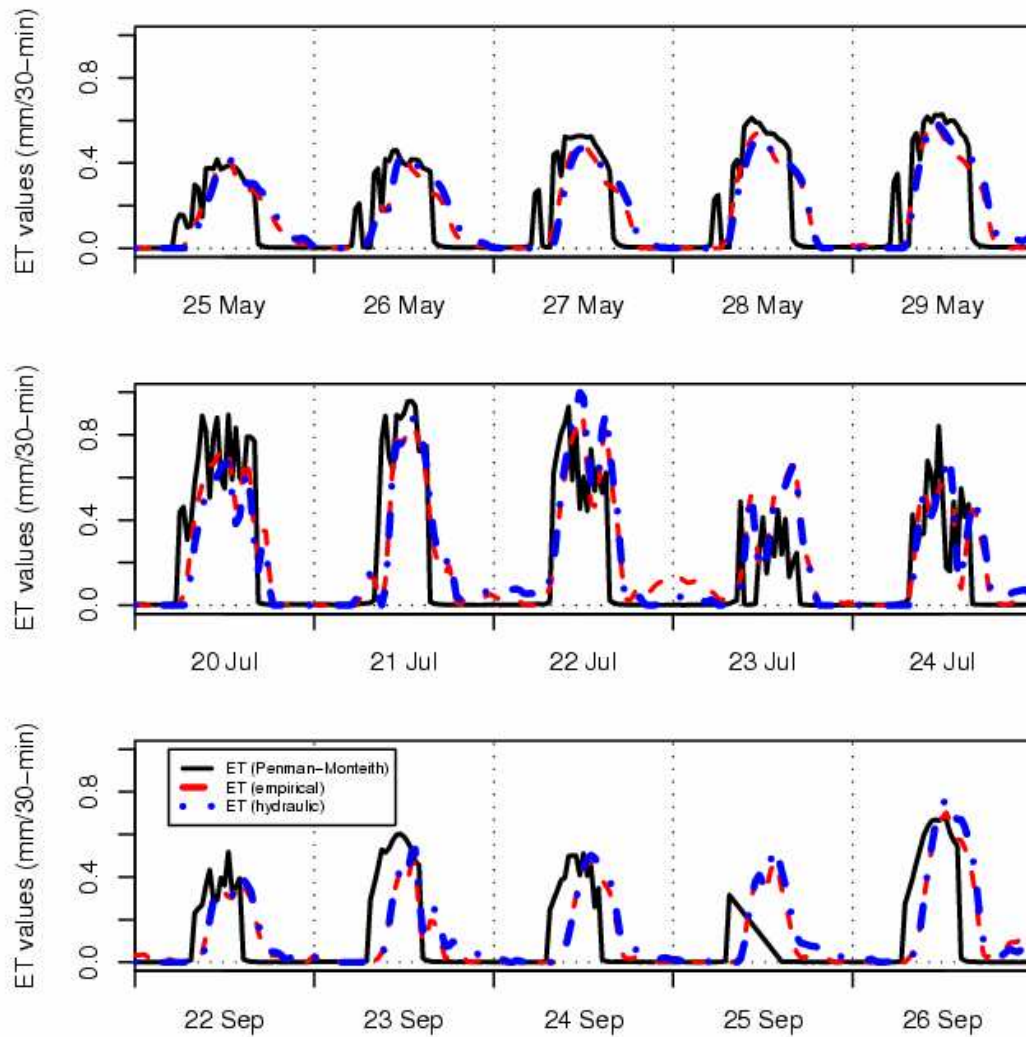 ET values (mm/30-min)
0.8
0.4
0.0
25 May 26 May 27 May 28 May 29 May
ET values (mm/30-min)
0.8
0.4
0.0
20 Jul 21 Jul 22 Jul 23 Jul 24 Jul
ET values (mm/30-min)
0.8
0.4
0.0
ET (Penman-Monteith)
ET (empirical)
ET (hydraulic)
22 Sep 23 Sep 24 Sep 25 Sep 26 Sep